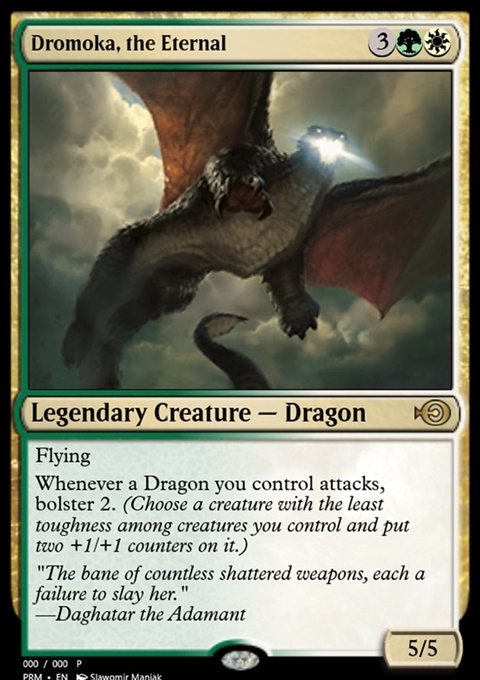 Dromoka, the Eternal 3
Legendary Creature — Dragon
Flying
Whenever a Dragon you control attacks,
bolster 2. (Choose a creature with the least
toughness among creatures you control and put
two +1/+1 counters on it.)
"The bane of countless shattered weapons, each a
failure to slay her."
—Daghatar the Adamant
5/5
000 / 000 P
PRM • EN Slawomir Maniak